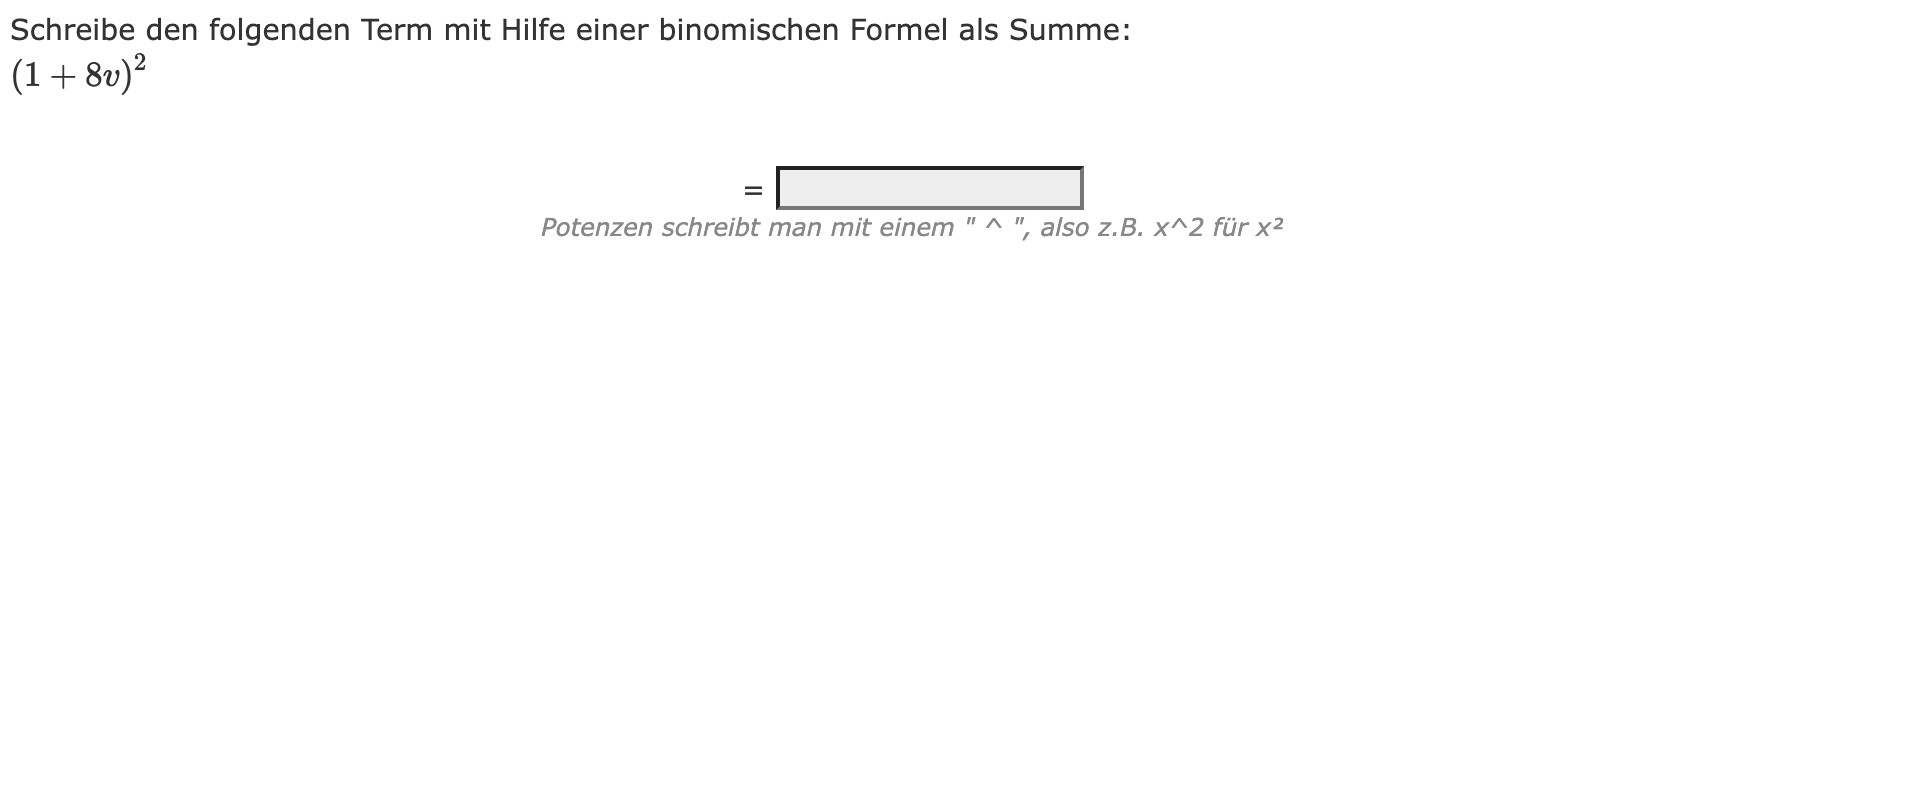 Schreibe den folgenden Term mit Hilfe einer binomischen Formel als Summe:
(1 + 8v)²
=
Potenzen schreibt man mit einem " ^ ", also z.B. x^2 für x²